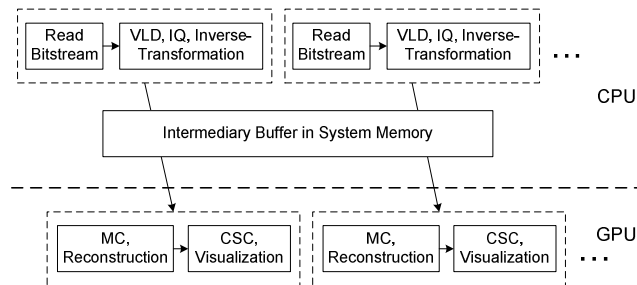 Read
Bitstream
VLD, IQ, Inverse-
Transformation
Read
Bitstream
VLD, IQ, Inverse-
Transformation
...
CPU
Intermediary Buffer in System Memory
MC,
Reconstruction
CSC,
Visualization
MC,
Reconstruction
CSC,
Visualization
GPU
...